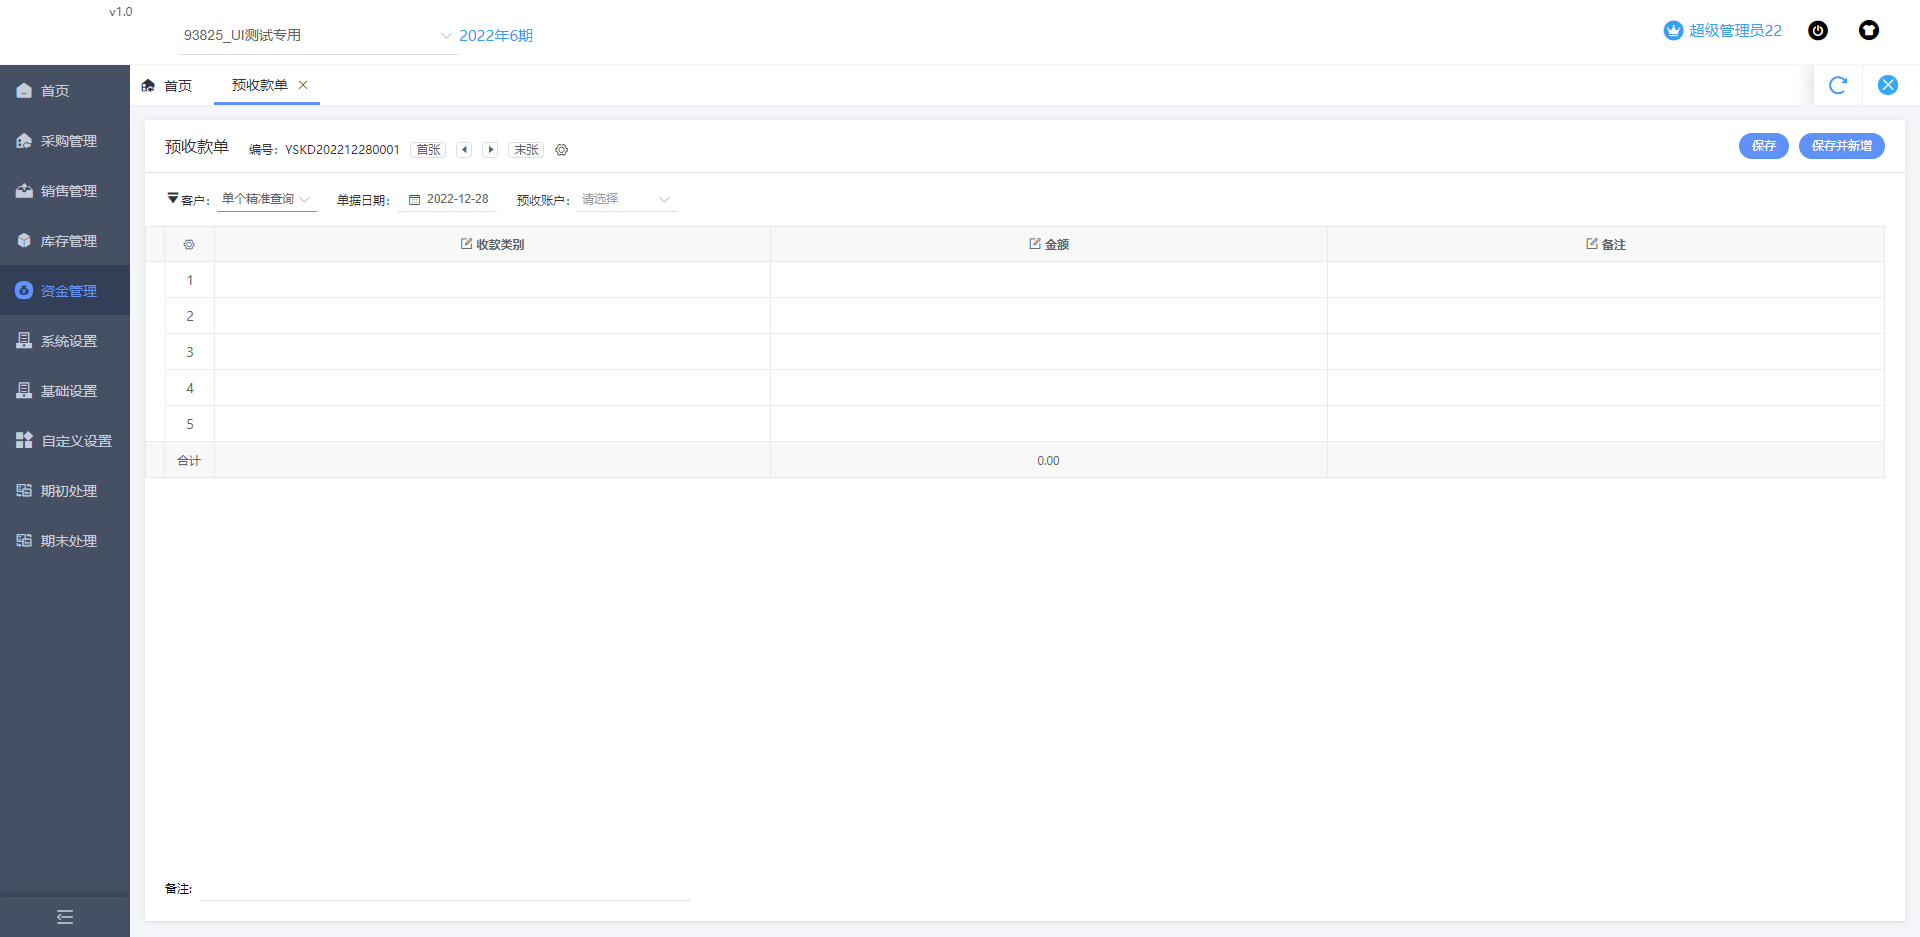 v1.0
93825_UI测试专用 2022年6期 超级管理员22
首页 预收款单
首页
采购管理
销售管理
库存管理
资金管理
系统设置
基础设置
自定义设置
期初处理
期末处理
预收款单 编号: YSKD202212280001 首张 末张 保存 保存并新增
客户: 单个精准查询 单据日期: 2022-12-28 预收账户: 请选择
收款类别 金额 备注
1
2
3
4
5
合计 0.00
备注: